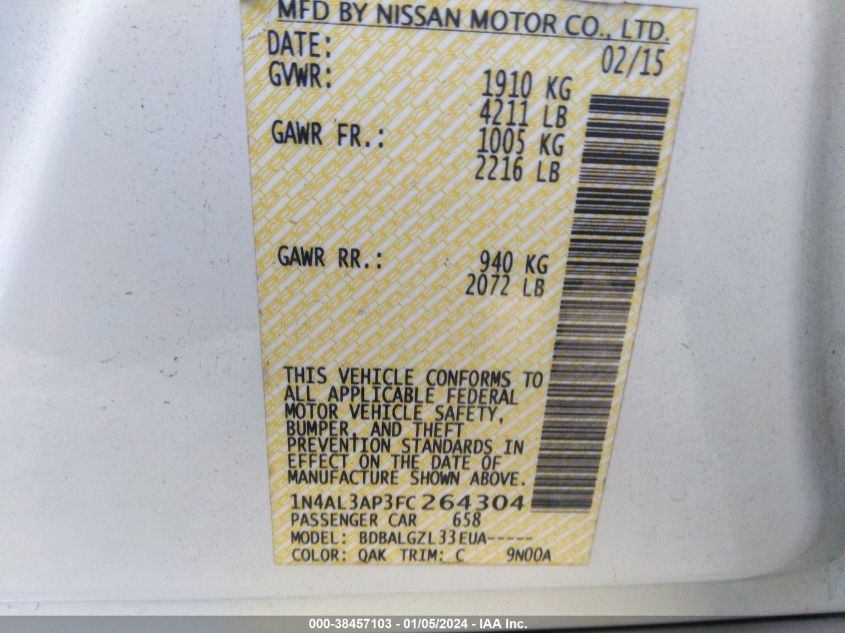 MFD BY NISSAN MOTOR CO., LTD.
DATE: 02/15
GVWR: 1910 KG
4211 LB
GAWR FR.: 1005 KG
2216 LB
GAWR RR.: 940 KG
2072 LB
THIS VEHICLE CONFORMS TO
ALL APPLICABLE FEDERAL
MOTOR VEHICLE SAFETY,
BUMPER, AND THEFT
PREVENTION STANDARDS IN
EFFECT ON THE DATE OF
MANUFACTURE SHOWN ABOVE.
1N4AL3AP3FC264304
PASSENGER CAR 658
MODEL: BDBALGZL33EUA-----
COLOR: QAK TRIM: C 9N00A
000-38457103 - 01/05/2024 - IAA Inc.